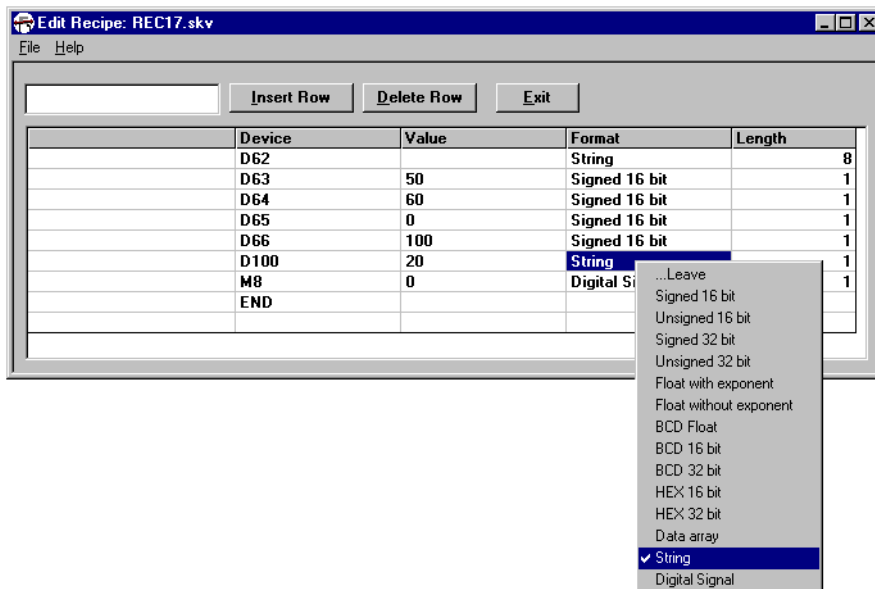 Edit Recipe: REC17.skv
File Help
Insert Row Delete Row Exit
Device Value Format Length
D62 String 8
D63 50 Signed 16 bit 1
D64 60 Signed 16 bit 1
D65 0 Signed 16 bit 1
D66 100 Signed 16 bit 1
D100 20 String 1
M8 0 Digital Si 1
END
...Leave
Signed 16 bit
Unsigned 16 bit
Signed 32 bit
Unsigned 32 bit
Float with exponent
Float without exponent
BCD Float
BCD 16 bit
BCD 32 bit
HEX 16 bit
HEX 32 bit
Data array
String
Digital Signal